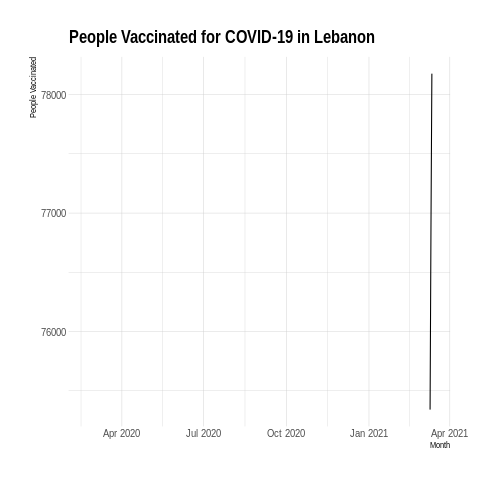 People Vaccinated for COVID-19 in Lebanon
People Vaccinated
78000
77000
76000
Apr 2020 Jul 2020 Oct 2020 Jan 2021 Apr 2021
Month